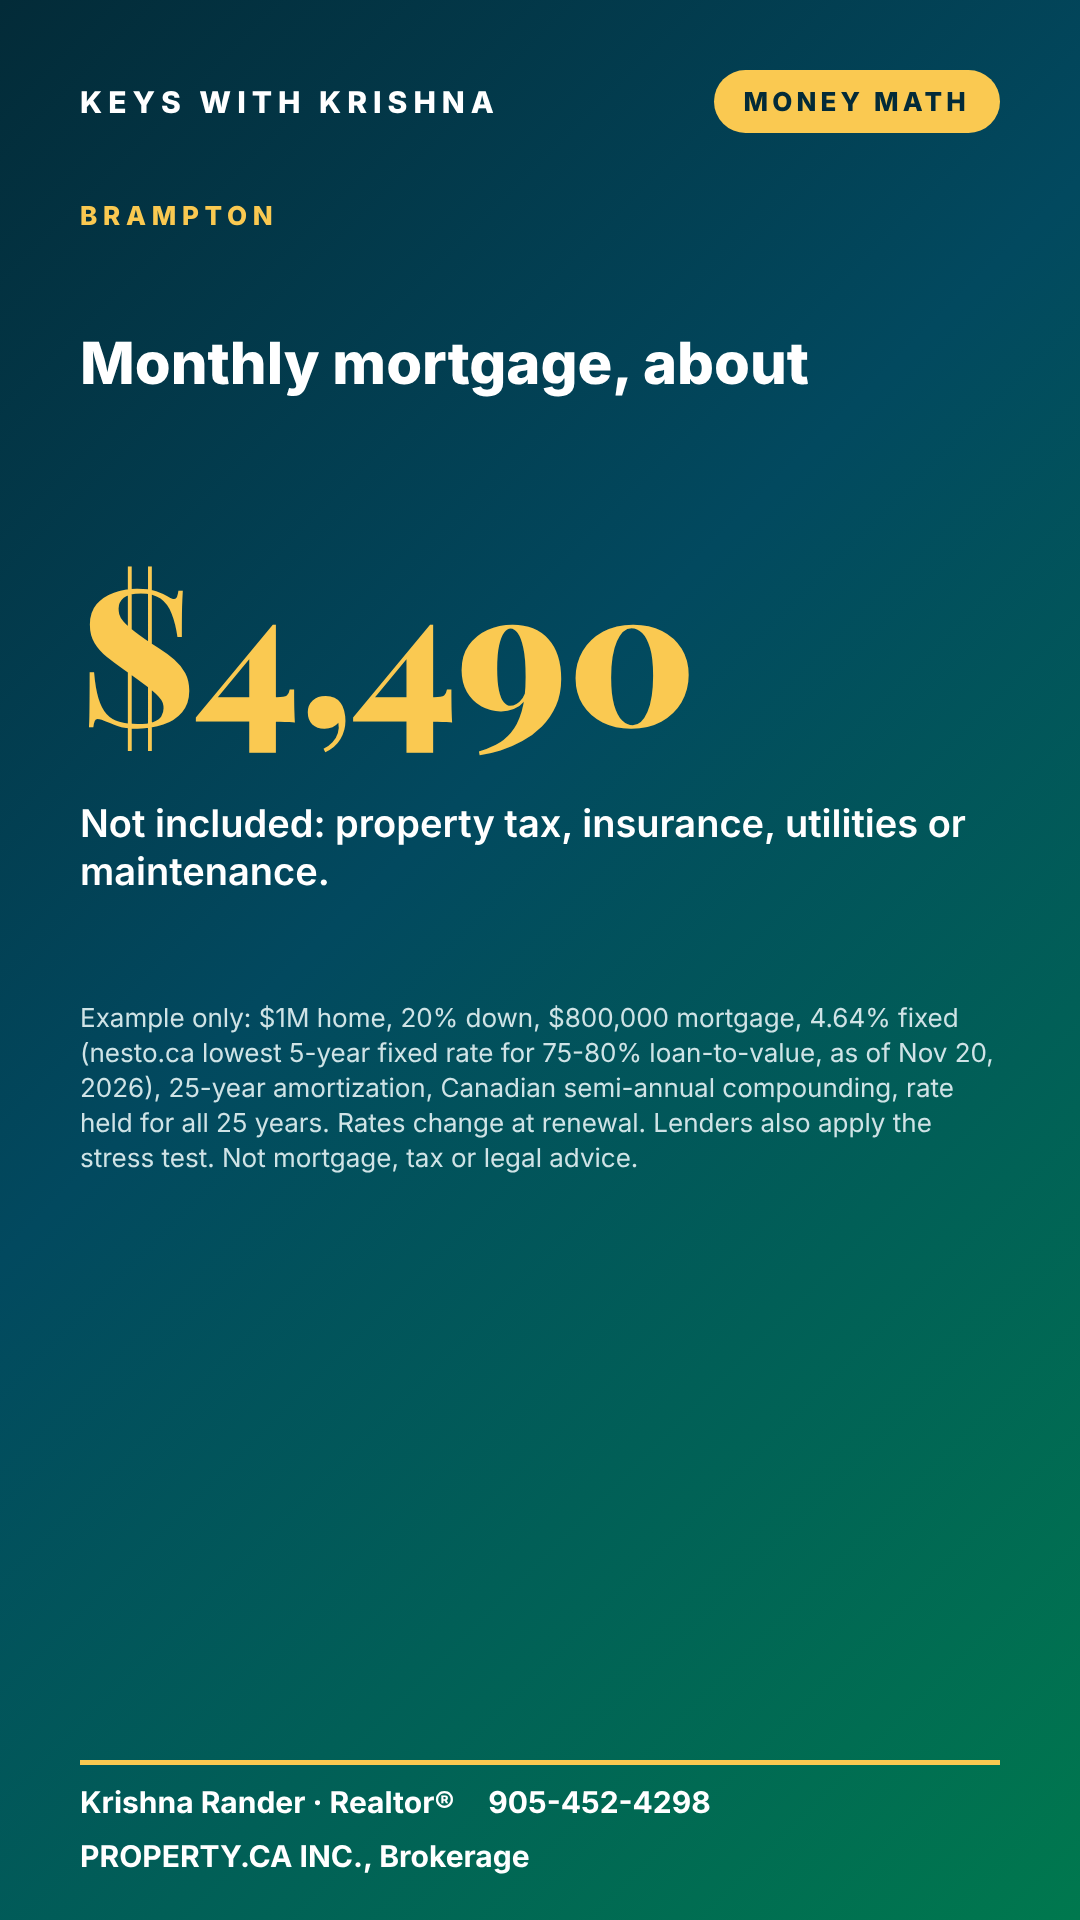 KEYS WITH KRISHNA
MONEY MATH
BRAMPTON
Monthly mortgage, about
$4,490
Not included: property tax, insurance, utilities or
maintenance.
Example only: $1M home, 20% down, $800,000 mortgage, 4.64% fixed
(nesto.ca lowest 5-year fixed rate for 75-80% loan-to-value, as of Nov 20,
2026), 25-year amortization, Canadian semi-annual compounding, rate
held for all 25 years. Rates change at renewal. Lenders also apply the
stress test. Not mortgage, tax or legal advice.
Krishna Rander · Realtor® 905-452-4298
PROPERTY.CA INC., Brokerage